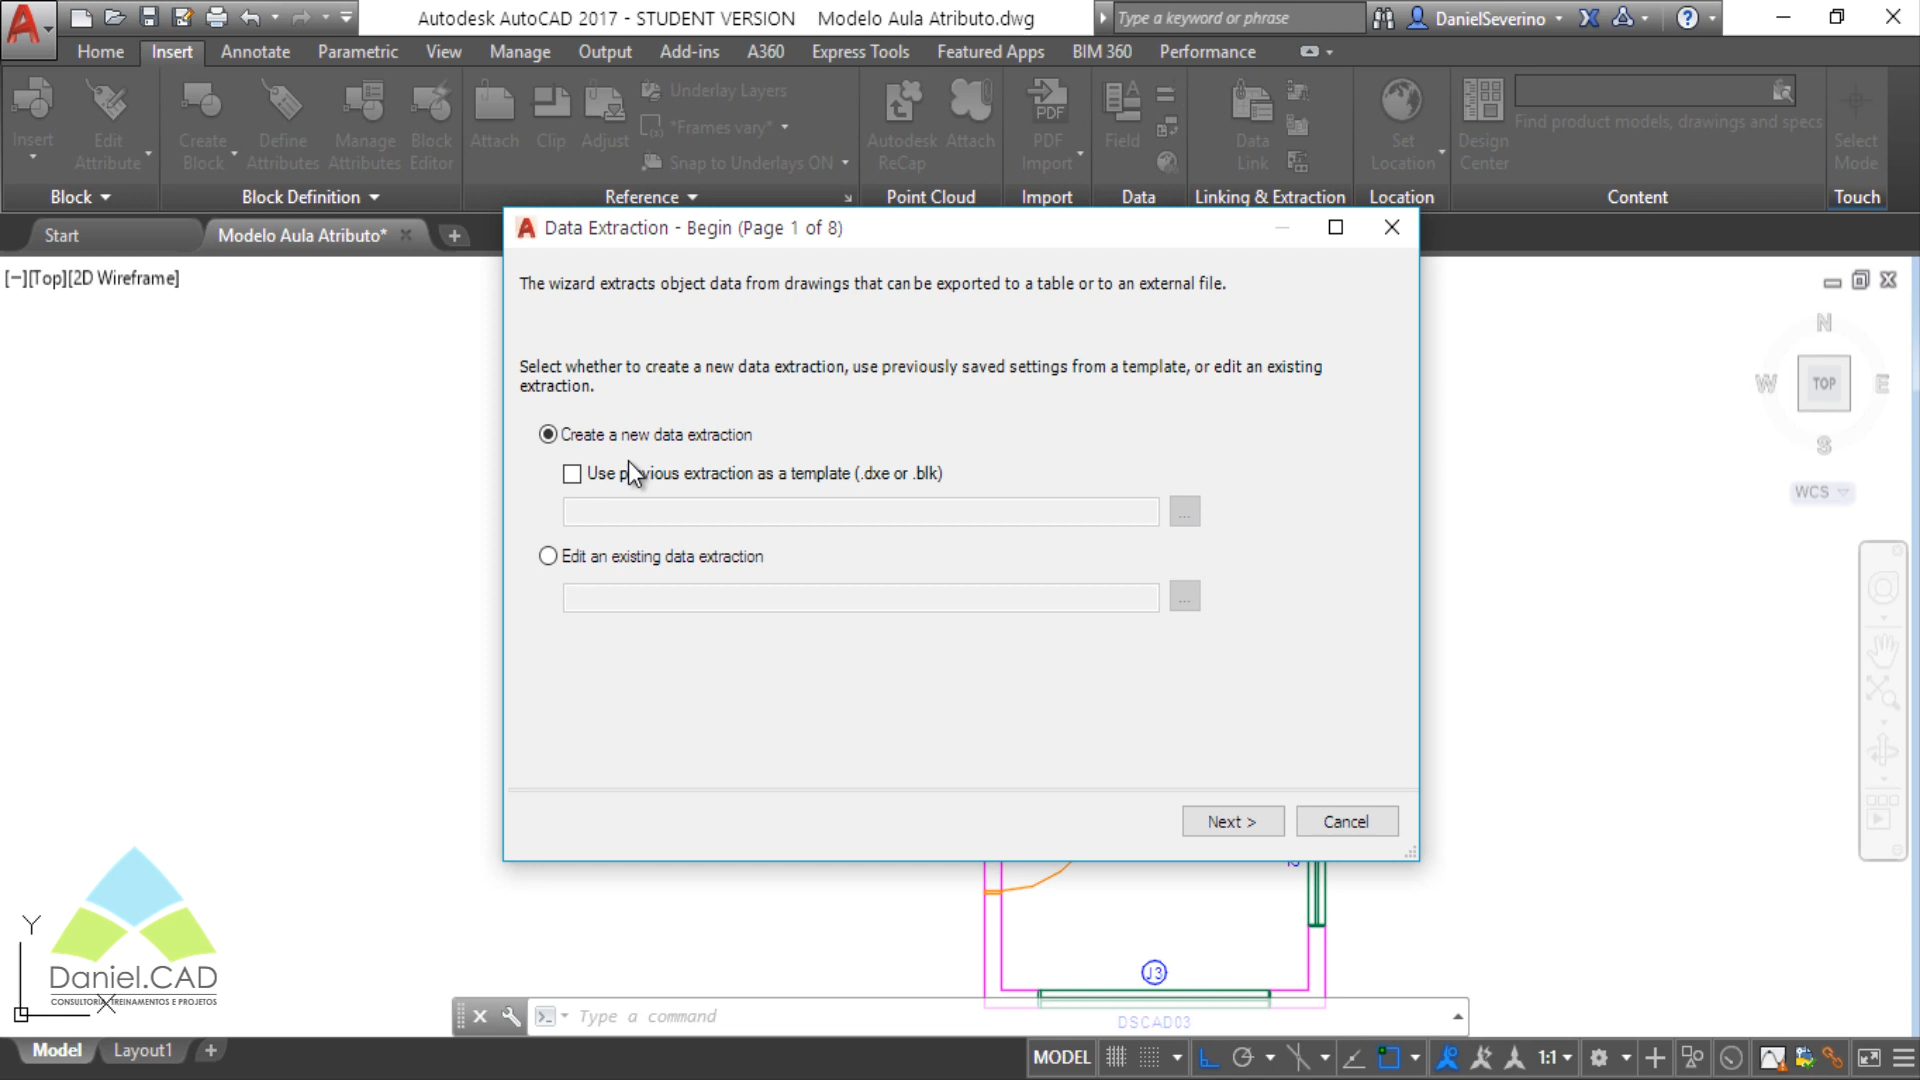 Autodesk AutoCAD 2017 - STUDENT VERSION Modelo Aula Atributo.dwg
Type a keyword or phrase
DanielSeverino
Home Insert Annotate Parametric View Manage Output Add-ins A360 Express Tools Featured Apps BIM 360 Performance
Insert
Edit Attribute
Create Block
Define Attributes
Manage Attributes
Block Editor
Attach
Clip
Adjust
Underlay Layers
*Frames vary*
Snap to Underlays ON
Autodesk ReCap
Attach
PDF
PDF Import
Field
Data Link
Set Location
Design Center
Find product models, drawings and specs
Select Mode
Block Block Definition Reference Point Cloud Import Data Linking & Extraction Location Content Touch
Start
Modelo Aula Atributo*
[−][Top][2D Wireframe]
Data Extraction - Begin (Page 1 of 8)
The wizard extracts object data from drawings that can be exported to a table or to an external file.
Select whether to create a new data extraction, use previously saved settings from a template, or edit an existing
extraction.
Create a new data extraction
Use previous extraction as a template (.dxe or .blk)
...
Edit an existing data extraction
...
Next >
Cancel
N
W
TOP
E
S
WCS
Y
X
Daniel.CAD
CONSULTORIA, TREINAMENTOS E PROJETOS
J3
DSCAD03
Type a command
Model
Layout1
MODEL
1:1